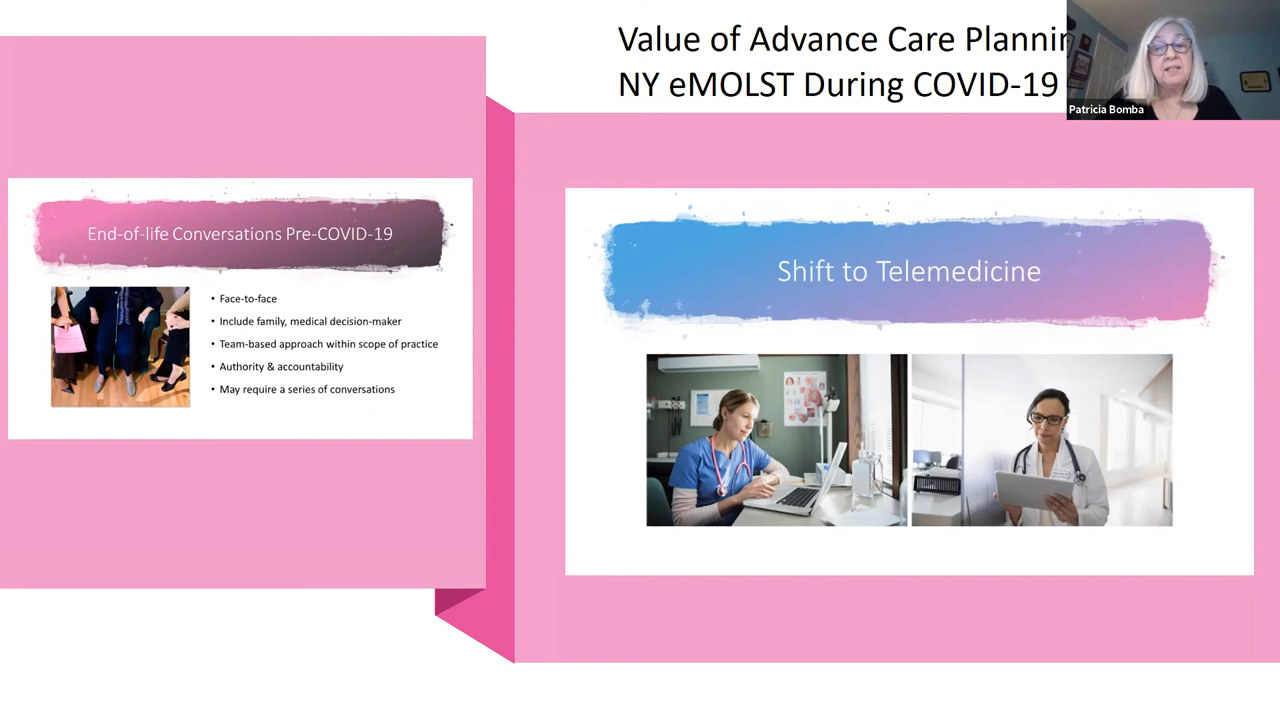 Value of Advance Care Plannin
NY eMOLST During COVID-19
Patricia Bomba
End-of-life Conversations Pre-COVID-19
• Face-to-face
• Include family, medical decision-maker
• Team-based approach within scope of practice
• Authority & accountability
• May require a series of conversations
Shift to Telemedicine